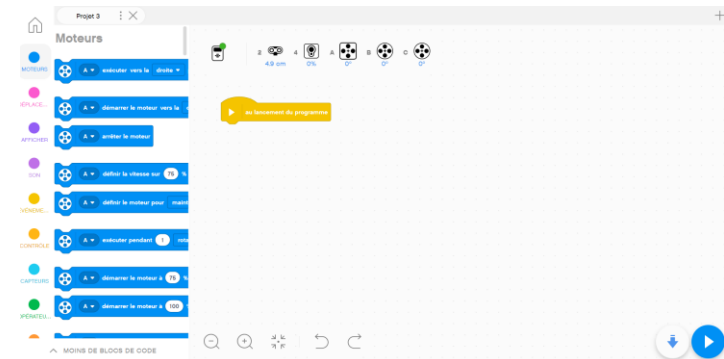 Projet 3
Moteurs
MOTEURS
DÉPLACE...
AFFICHER
SON
ÉVÉNEME...
CONTRÔLE
CAPTEURS
OPÉRATEU...
A exécuter vers la droite
A démarrer le moteur vers la
A arrêter le moteur
A définir la vitesse sur 75 %
A définir le moteur pour maint
A exécuter pendant 1 rota
A démarrer le moteur à 75 %
A démarrer le moteur à 100
MOINS DE BLOCS DE CODE
2 4.9 cm
4 0%
A 0°
B 0°
C 0°
au lancement du programme